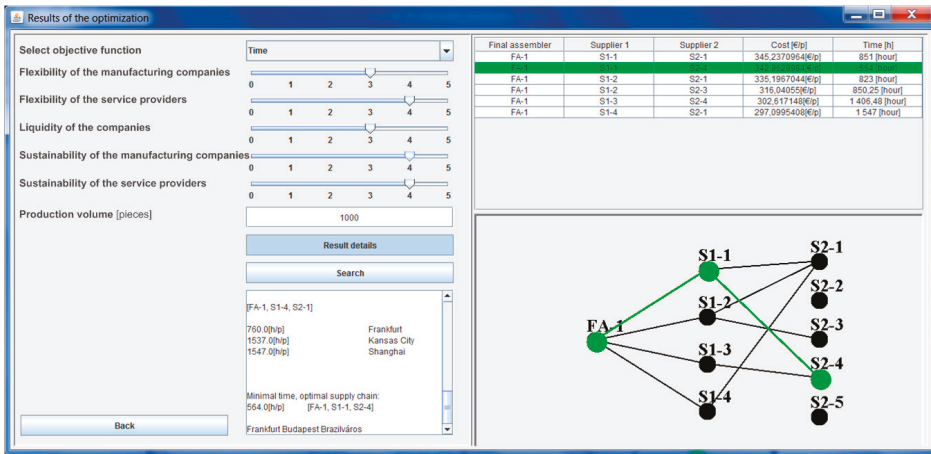 Results of the optimization
Select objective function
Time
Flexibility of the manufacturing companies
0 1 2 3 4 5
Flexibility of the service providers
0 1 2 3 4 5
Liquidity of the companies
0 1 2 3 4 5
Sustainability of the manufacturing companies
0 1 2 3 4 5
Sustainability of the service providers
0 1 2 3 4 5
Production volume [pieces]
1000
Result details
Search
[FA-1, S1-4, S2-1]
760.0[h/p] Frankfurt
1537.0[h/p] Kansas City
1547.0[h/p] Shanghai
Minimal time, optimal supply chain:
564.0[h/p] [FA-1, S1-1, S2-4]
Frankfurt Budapest Brazilváros
Back
Final assembler Supplier 1 Supplier 2 Cost [€/p] Time [h]
FA-1 S1-1 S2-1 345,2370964[€/p] 851 [hour]
FA-1 S1-2 S2-1 335,1967044[€/p] 823 [hour]
FA-1 S1-2 S2-3 316,04055[€/p] 850,25 [hour]
FA-1 S1-3 S2-4 302,617148[€/p] 1 406,48 [hour]
FA-1 S1-4 S2-1 297,0995408[€/p] 1 547 [hour]
S2-1
S1-1
S2-2
S1-2
FA-1
S2-3
S1-3
S2-4
S1-4
S2-5